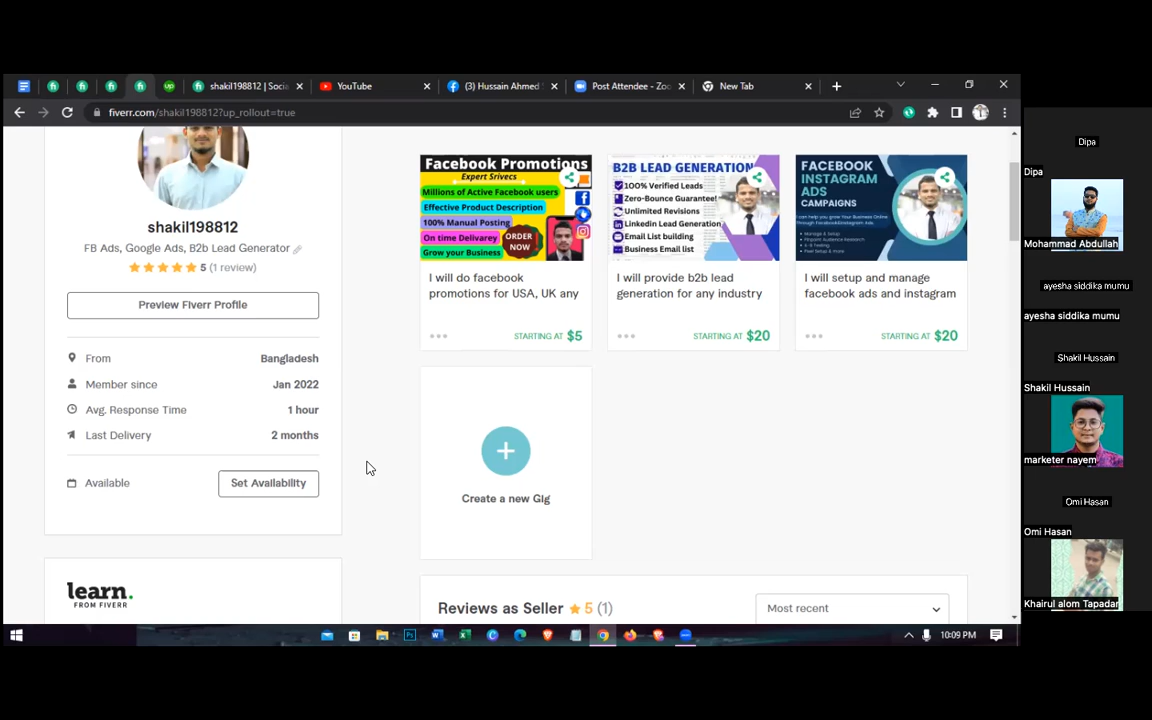 shakil198812 | Socia
YouTube
(3) Hussain Ahmed
Post Attendee - Zoo
New Tab
fiverr.com/shakil198812?up_rollout=true
shakil198812
FB Ads, Google Ads, B2b Lead Generator
5 (1 review)
Preview Fiverr Profile
From Bangladesh
Member since Jan 2022
Avg. Response Time 1 hour
Last Delivery 2 months
Available Set Availability
learn.
FROM FIVERR
Facebook Promotions
Expert Srivecs
Millions of Active Facebook users
Effective Product Description
100% Manual Posting
On time Delivarey
Grow your Business
ORDER
NOW
I will do facebook
promotions for USA, UK any
STARTING AT $5
B2B LEAD GENERATION
100% Verified Leads
Zero-Bounce Guarantee!
Unlimited Revisions
Linkedin Lead Generation
Email List building
Business Email list
I will provide b2b lead
generation for any industry
STARTING AT $20
FACEBOOK
INSTAGRAM
ADS
CAMPAIGNS
I will setup and manage
facebook ads and instagram
STARTING AT $20
Create a new Gig
Reviews as Seller 5 (1)
Most recent
10:09 PM
Dipa
Dipa
Mohammad Abdullah
ayesha siddika mumu
ayesha siddika mumu
Shakil Hussain
Shakil Hussain
marketer nayem
Omi Hasan
Omi Hasan
Khairul alom Tapadar